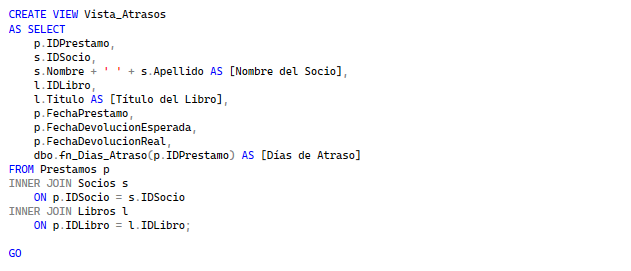 CREATE VIEW Vista_Atrasos
AS SELECT
    p.IDPrestamo,
    s.IDSocio,
    s.Nombre + ' ' + s.Apellido AS [Nombre del Socio],
    l.IDLibro,
    l.Titulo AS [Título del Libro],
    p.FechaPrestamo,
    p.FechaDevolucionEsperada,
    p.FechaDevolucionReal,
    dbo.fn_Dias_Atraso(p.IDPrestamo) AS [Días de Atraso]
FROM Prestamos p
INNER JOIN Socios s
    ON p.IDSocio = s.IDSocio
INNER JOIN Libros l
    ON p.IDLibro = l.IDLibro;

GO